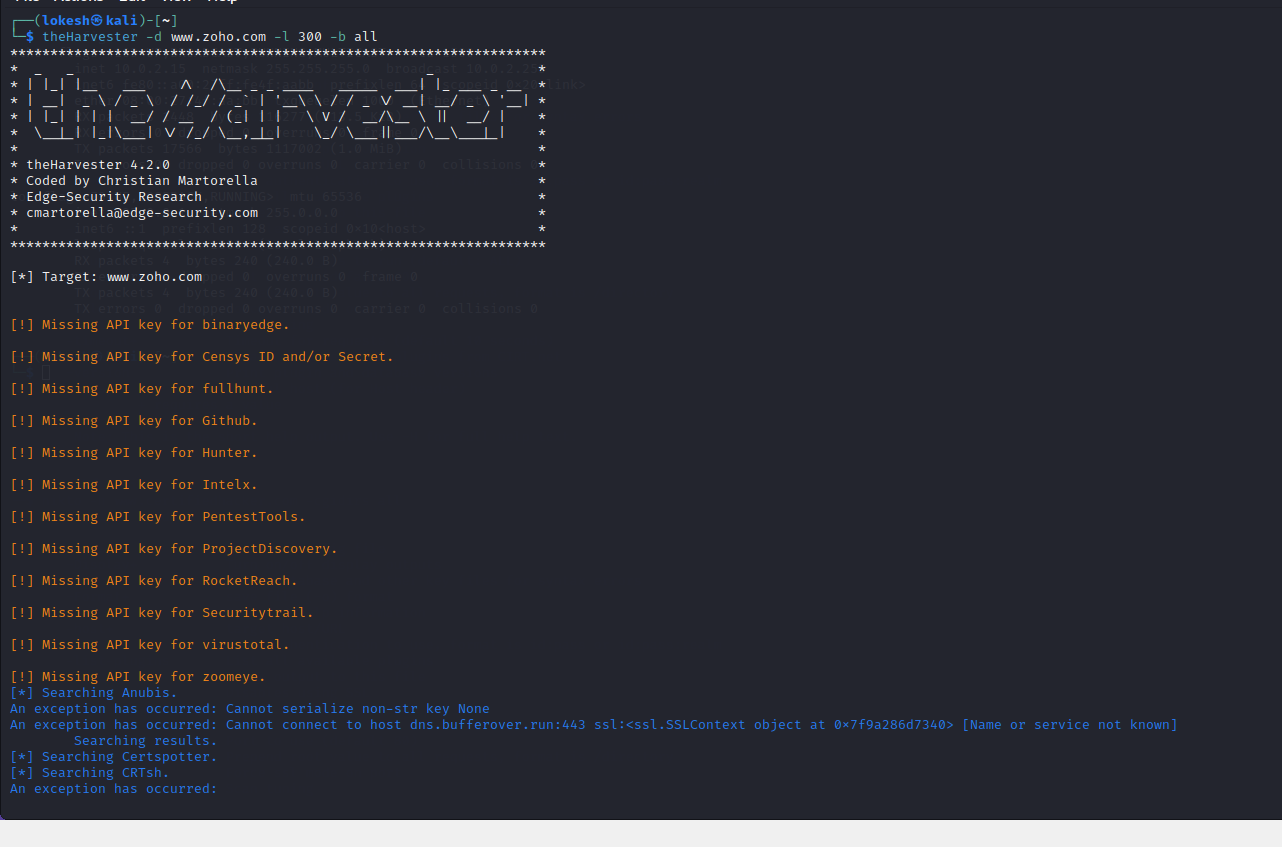 ┌──(lokesh㉿kali)-[~]
└─$ theHarvester -d www.zoho.com -l 300 -b all
*******************************************************************
*  _   _                                            _             *
* | |_| |__   ___    /\  /\__ _ _ ____   _____  ___| |_ ___ _ __  *
* | __|  _ \ / _ \  / /_/ / _` | '__\ \ / / _ \/ __| __/ _ \ '__| *
* | |_| | | |  __/ / __  / (_| | |   \ V /  __/\__ \ ||  __/ |    *
*  \__|_| |_|\___| \/ /_/ \__,_|_|    \_/ \___||___/\__\___|_|    *
*                                                                 *
* theHarvester 4.2.0                                              *
* Coded by Christian Martorella                                   *
* Edge-Security Research                                          *
* cmartorella@edge-security.com                                   *
*                                                                 *
*******************************************************************
[*] Target: www.zoho.com
[!] Missing API key for binaryedge.
[!] Missing API key for Censys ID and/or Secret.
[!] Missing API key for fullhunt.
[!] Missing API key for Github.
[!] Missing API key for Hunter.
[!] Missing API key for Intelx.
[!] Missing API key for PentestTools.
[!] Missing API key for ProjectDiscovery.
[!] Missing API key for RocketReach.
[!] Missing API key for Securitytrail.
[!] Missing API key for virustotal.
[!] Missing API key for zoomeye.
[*] Searching Anubis.
An exception has occurred: Cannot serialize non-str key None
An exception has occurred: Cannot connect to host dns.bufferover.run:443 ssl:<ssl.SSLContext object at 0x7f9a286d7340> [Name or service not known]
Searching results.
[*] Searching Certspotter.
[*] Searching CRTsh.
An exception has occurred: